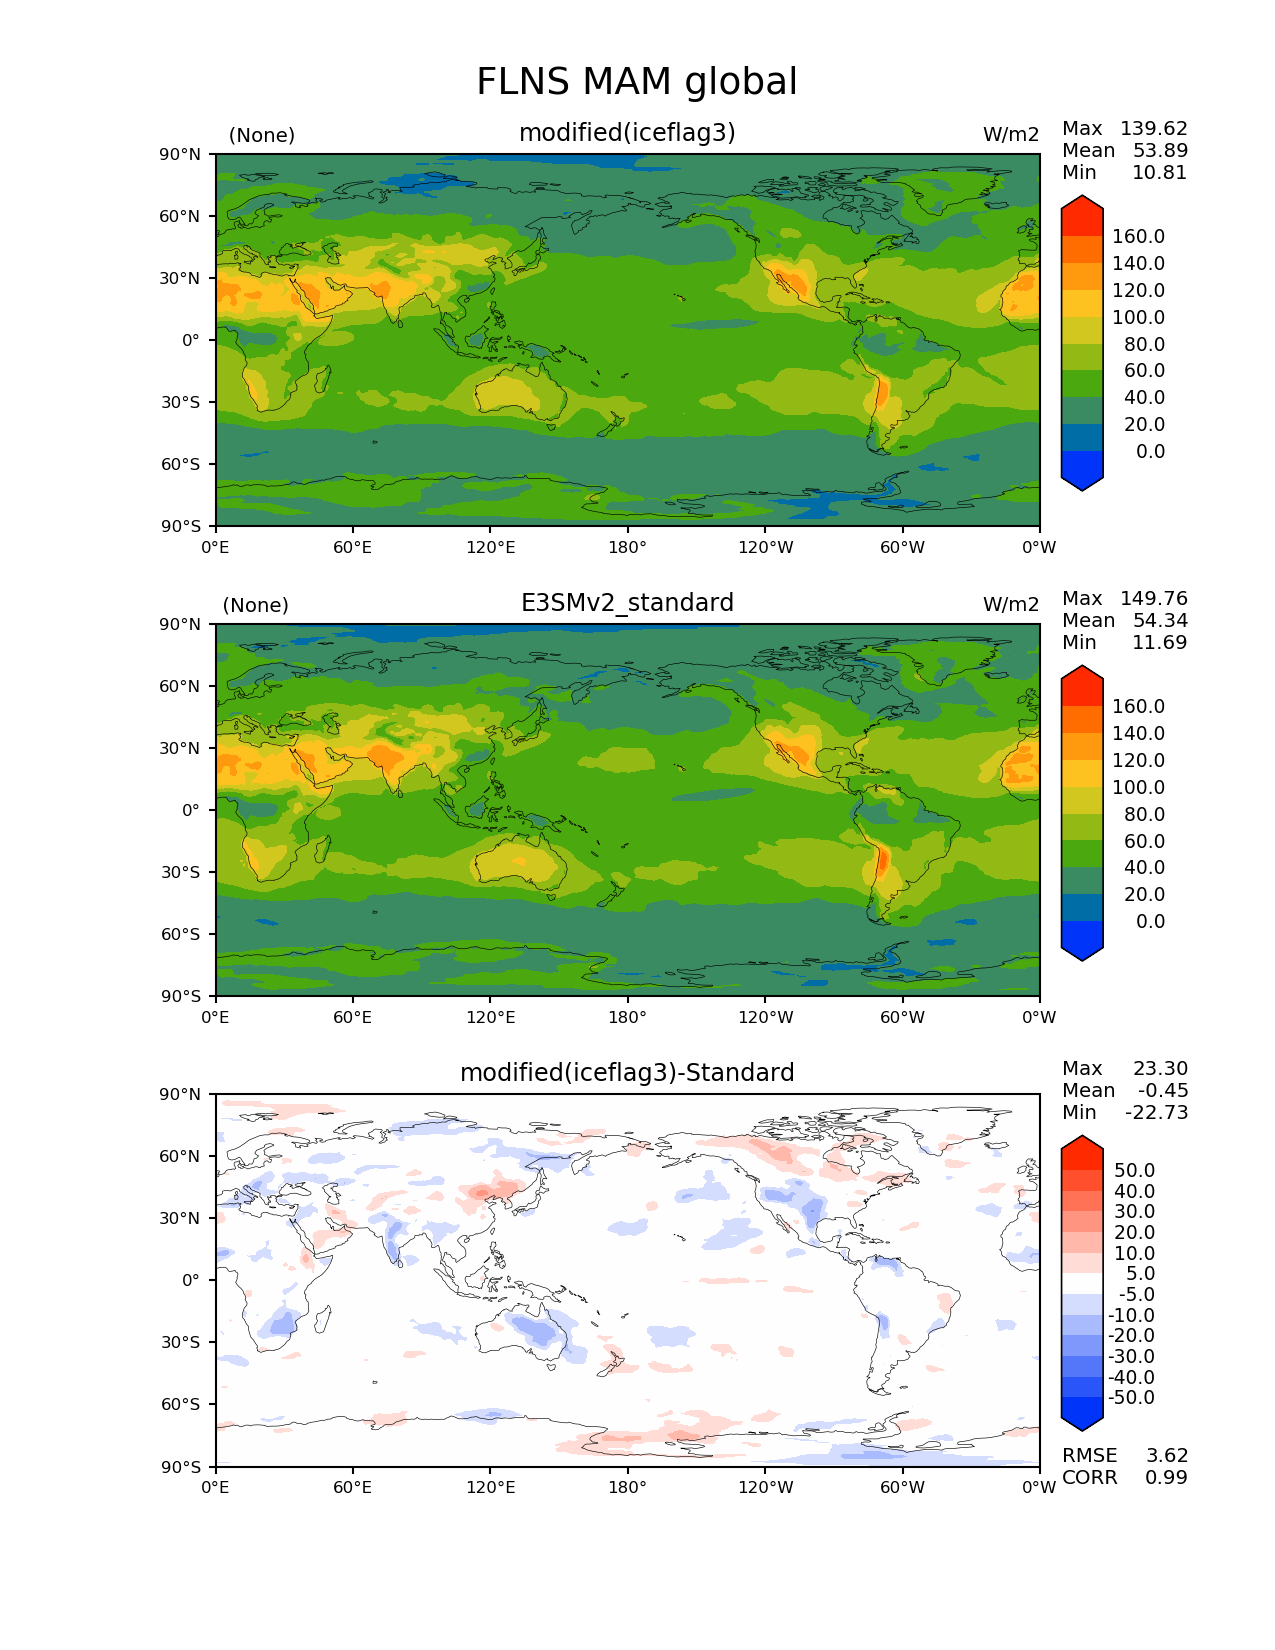 FLNS MAM global
(None) modified(iceflag3) W/m2
Max 139.62
Mean 53.89
Min 10.81
90°N
60°N
30°N
0°
30°S
60°S
90°S
0°E 60°E 120°E 180° 120°W 60°W 0°W
160.0
140.0
120.0
100.0
80.0
60.0
40.0
20.0
0.0
(None) E3SMv2_standard W/m2
Max 149.76
Mean 54.34
Min 11.69
90°N
60°N
30°N
0°
30°S
60°S
90°S
0°E 60°E 120°E 180° 120°W 60°W 0°W
160.0
140.0
120.0
100.0
80.0
60.0
40.0
20.0
0.0
modified(iceflag3)-Standard
Max 23.30
Mean -0.45
Min -22.73
90°N
60°N
30°N
0°
30°S
60°S
90°S
0°E 60°E 120°E 180° 120°W 60°W 0°W
50.0
40.0
30.0
20.0
10.0
5.0
-5.0
-10.0
-20.0
-30.0
-40.0
-50.0
RMSE 3.62
CORR 0.99